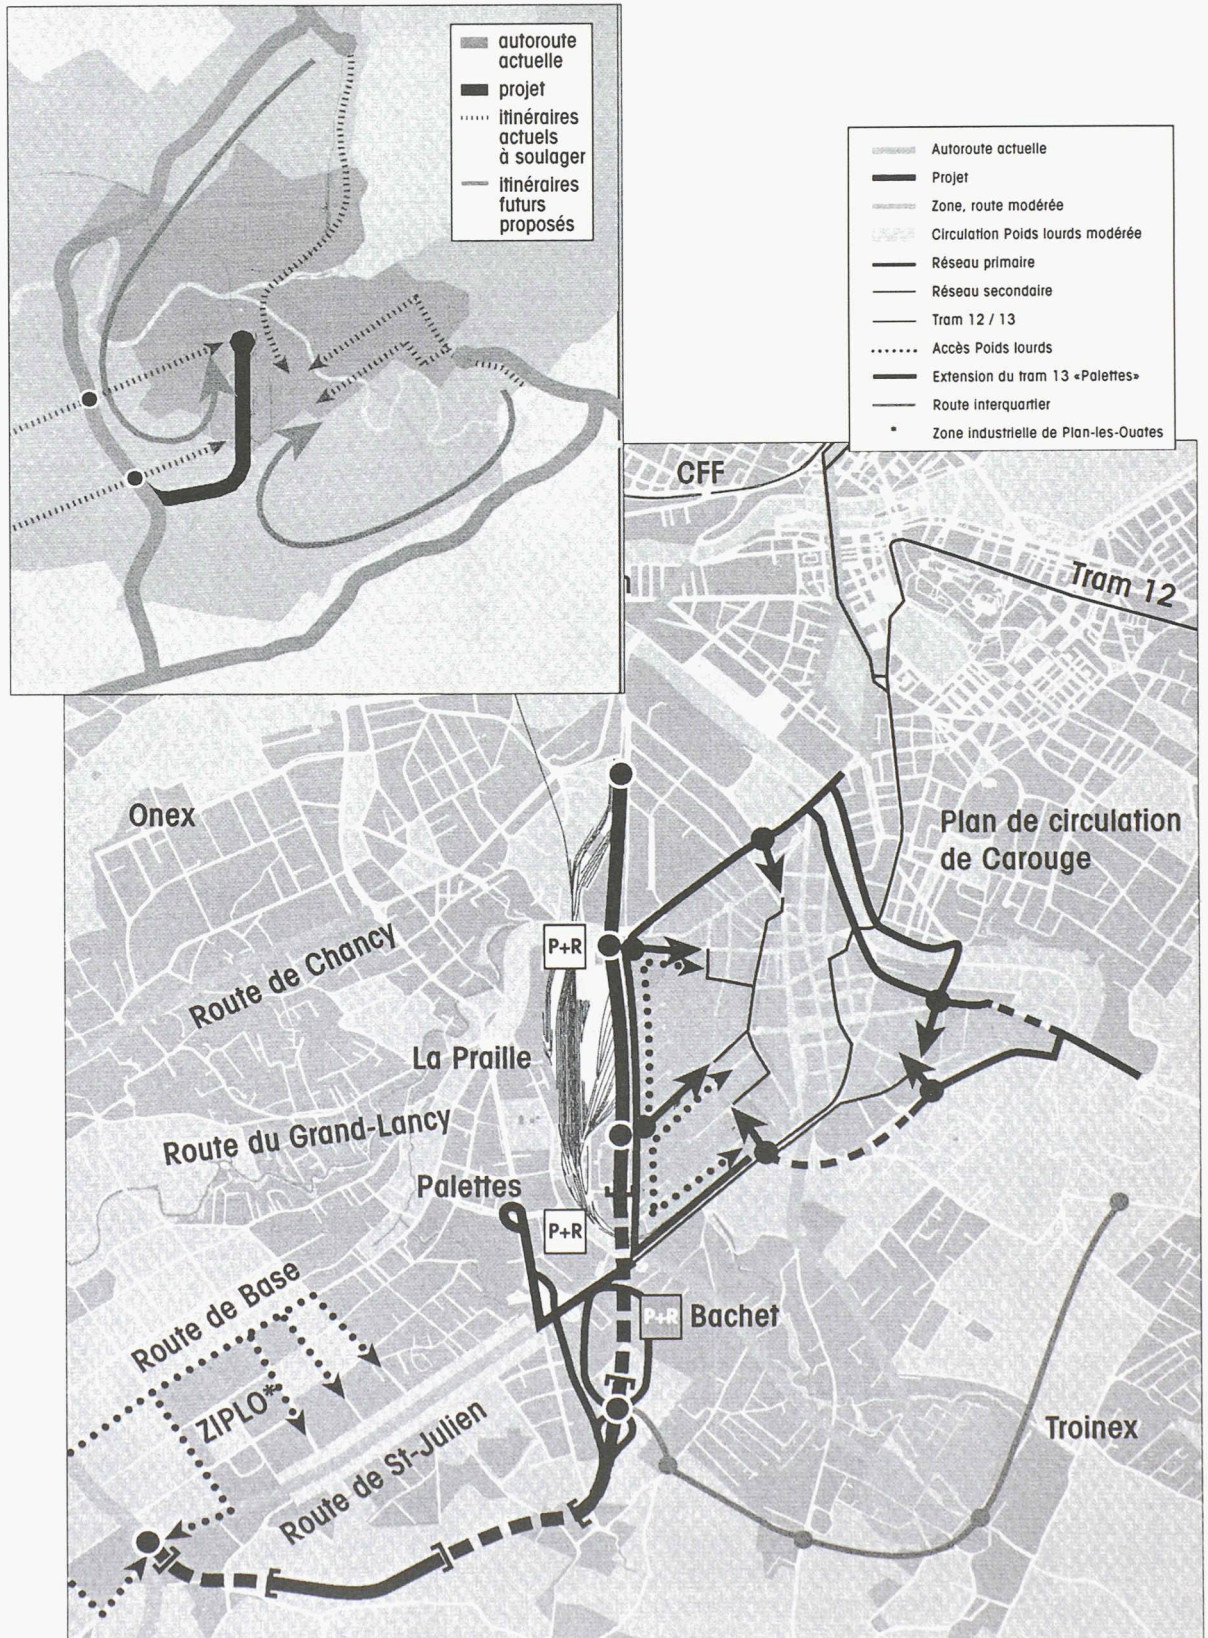 autoroute
actuelle
projet
itinéraires
actuels
à soulager
itinéraires
futurs
proposés
Autoroute actuelle
Projet
Zone, route modérée
Circulation Poids lourds modérée
Réseau primaire
Réseau secondaire
Tram 12 / 13
Accès Poids lourds
Extension du tram 13 «Palettes»
Route interquartier
Zone industrielle de Plan-les-Ouates
CFF
Tram 12
Onex
Plan de circulation
de Carouge
Route de Chancy
P+R
La Praille
Route du Grand-Lancy
Palettes
P+R
Route de Base
P+R Bachet
ZIPLO*
Route de St-Julien
Troinex